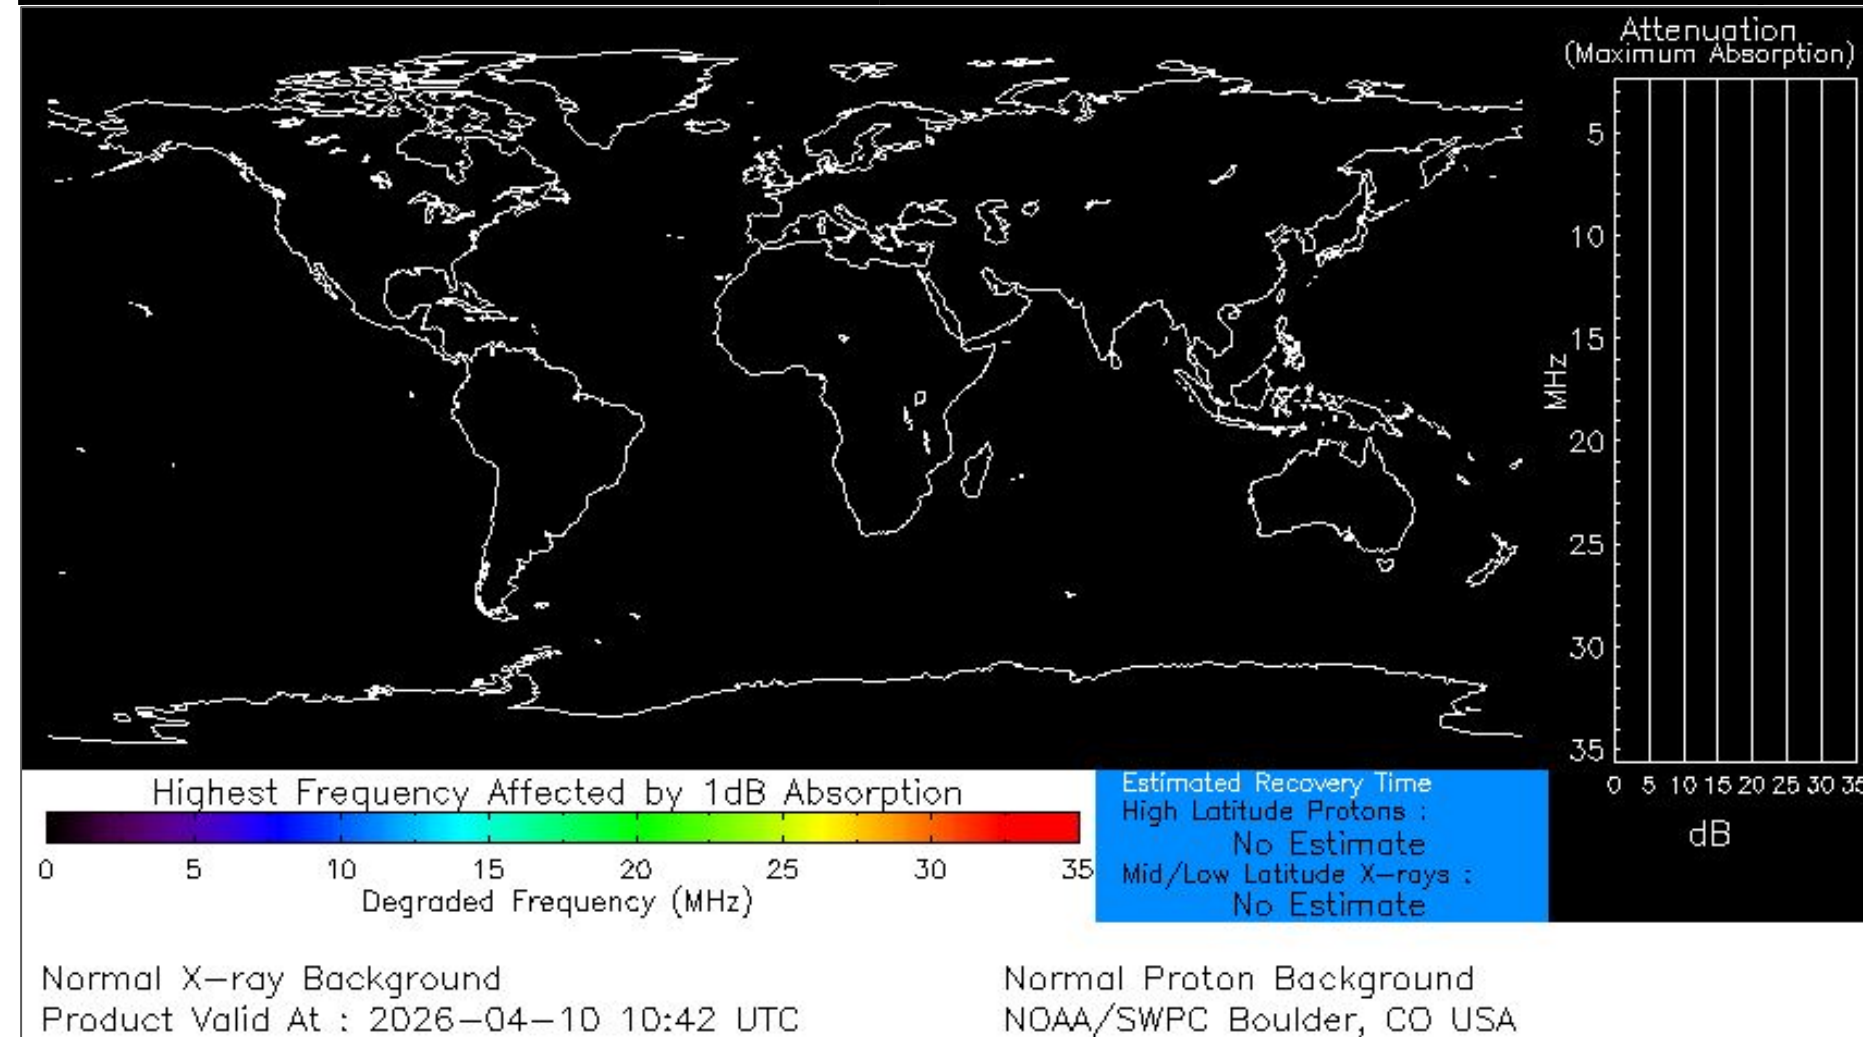 Attenuation
(Maximum Absorption)
5
10
15
20
25
30
35
MHz
0 5 10 15 20 25 30 35
dB
Highest Frequency Affected by 1dB Absorption
0 5 10 15 20 25 30 35
Degraded Frequency (MHz)
Estimated Recovery Time
High Latitude Protons :
No Estimate
Mid/Low Latitude X-rays :
No Estimate
Normal X-ray Background
Normal Proton Background
Product Valid At : 2026-04-10 10:42 UTC
NOAA/SWPC Boulder, CO USA